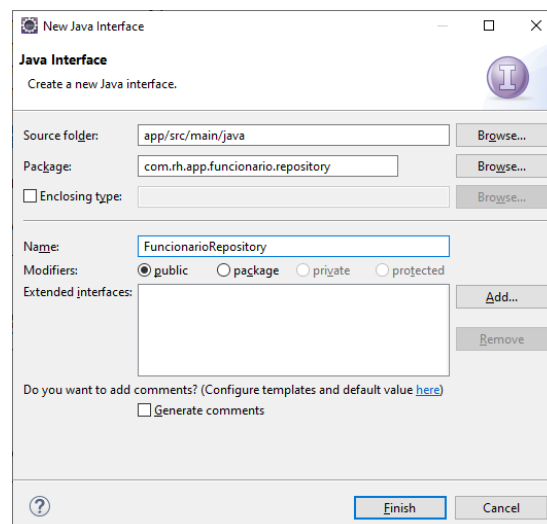 New Java Interface
Java Interface
Create a new Java interface.
Source folder: app/src/main/java Browse...
Package: com.rh.app.funcionario.repository Browse...
Enclosing type: Browse...
Name: FuncionarioRepository
Modifiers: public package private protected
Extended interfaces: Add...
Remove
Do you want to add comments? (Configure templates and default value here)
Generate comments
? Finish Cancel